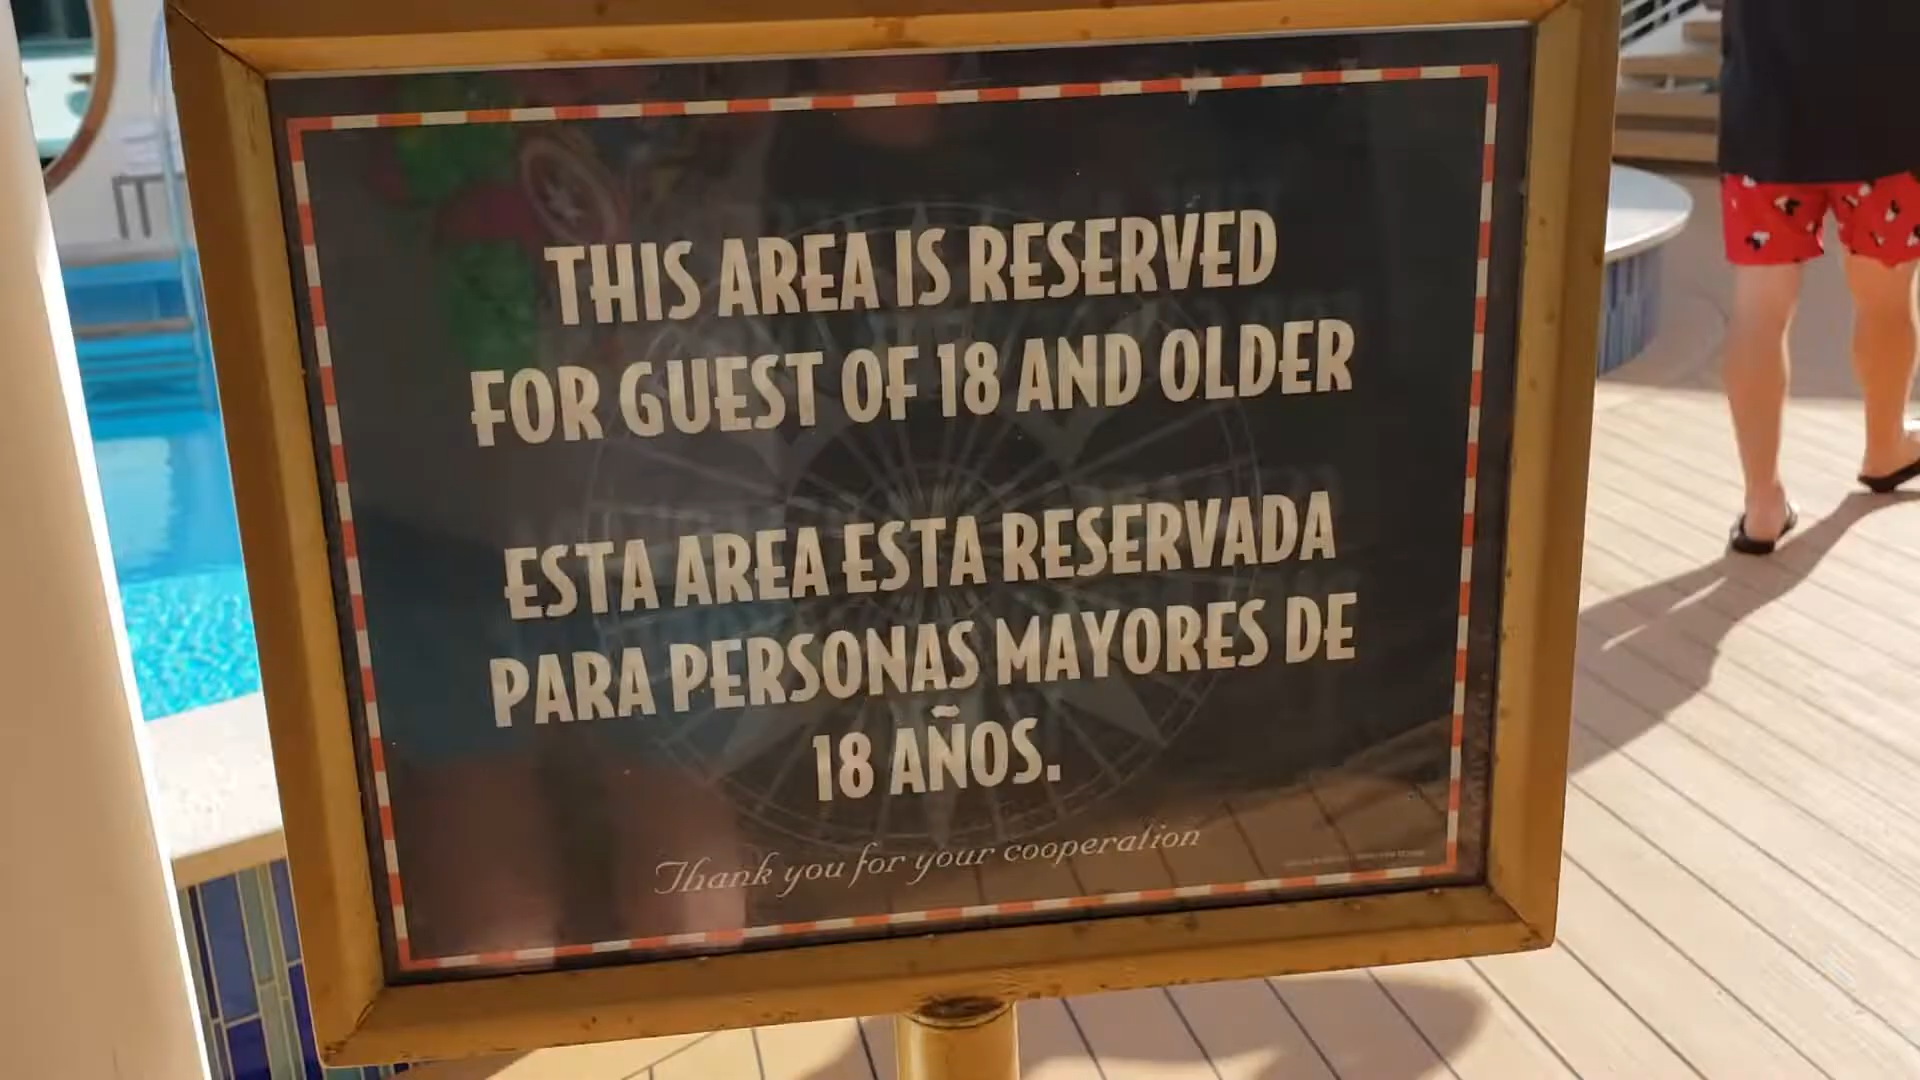 THIS AREA IS RESERVED
FOR GUEST OF 18 AND OLDER
ESTA AREA ESTA RESERVADA
PARA PERSONAS MAYORES DE
18 AÑOS.
Thank you for your cooperation